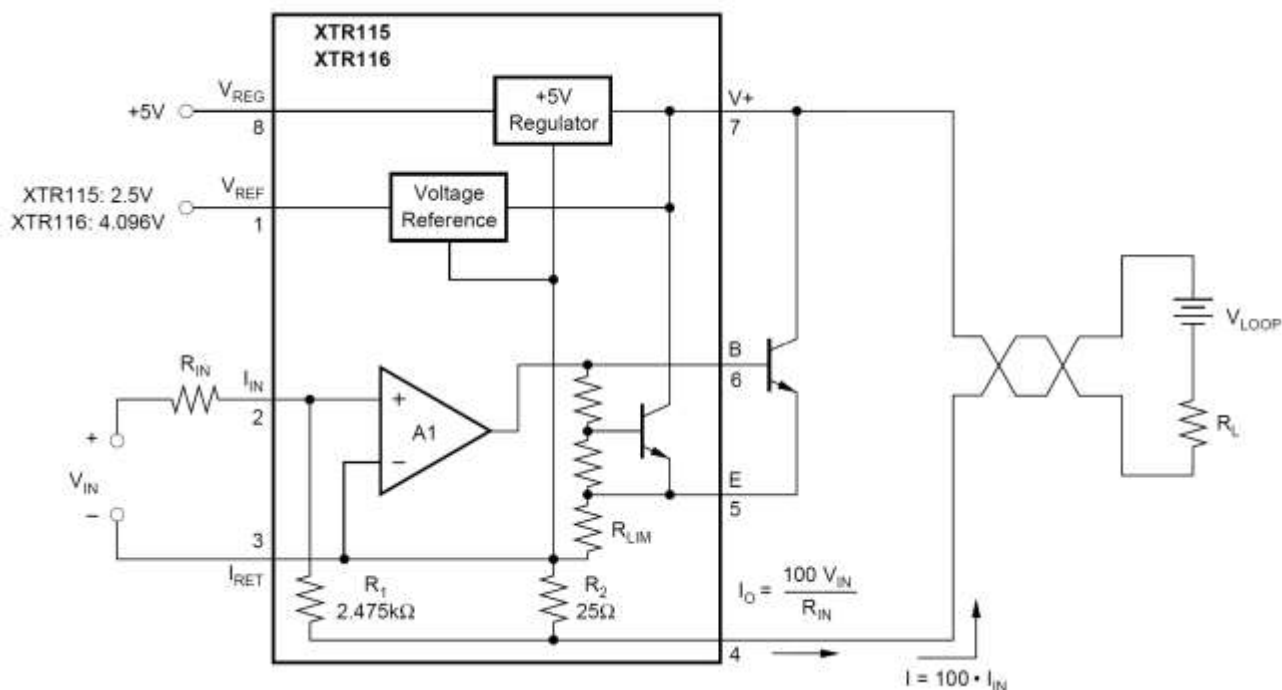 XTR115
XTR116
+5V
V_REG
8
+5V
Regulator
V+
7
XTR115: 2.5V
XTR116: 4.096V
V_REF
1
Voltage
Reference
V_LOOP
R_L
B
6
R_IN
I_IN
2
+
A1
−
+
V_IN
−
E
5
R_LIM
3
I_RET
R_1
2.475kΩ
R_2
25Ω
I_O = 100 V_IN / R_IN
4
I = 100 • I_IN